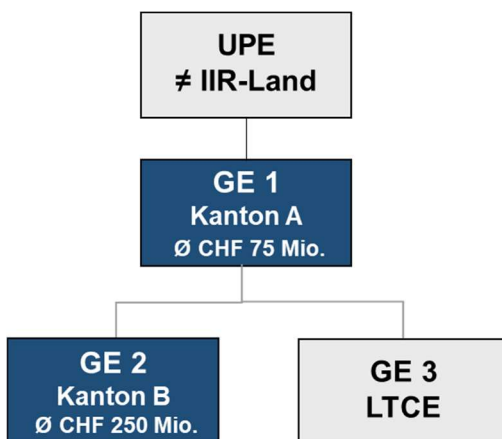 UPE
≠ IIR-Land
GE 1
Kanton A
Ø CHF 75 Mio.
GE 2
Kanton B
Ø CHF 250 Mio.
GE 3
LTCE